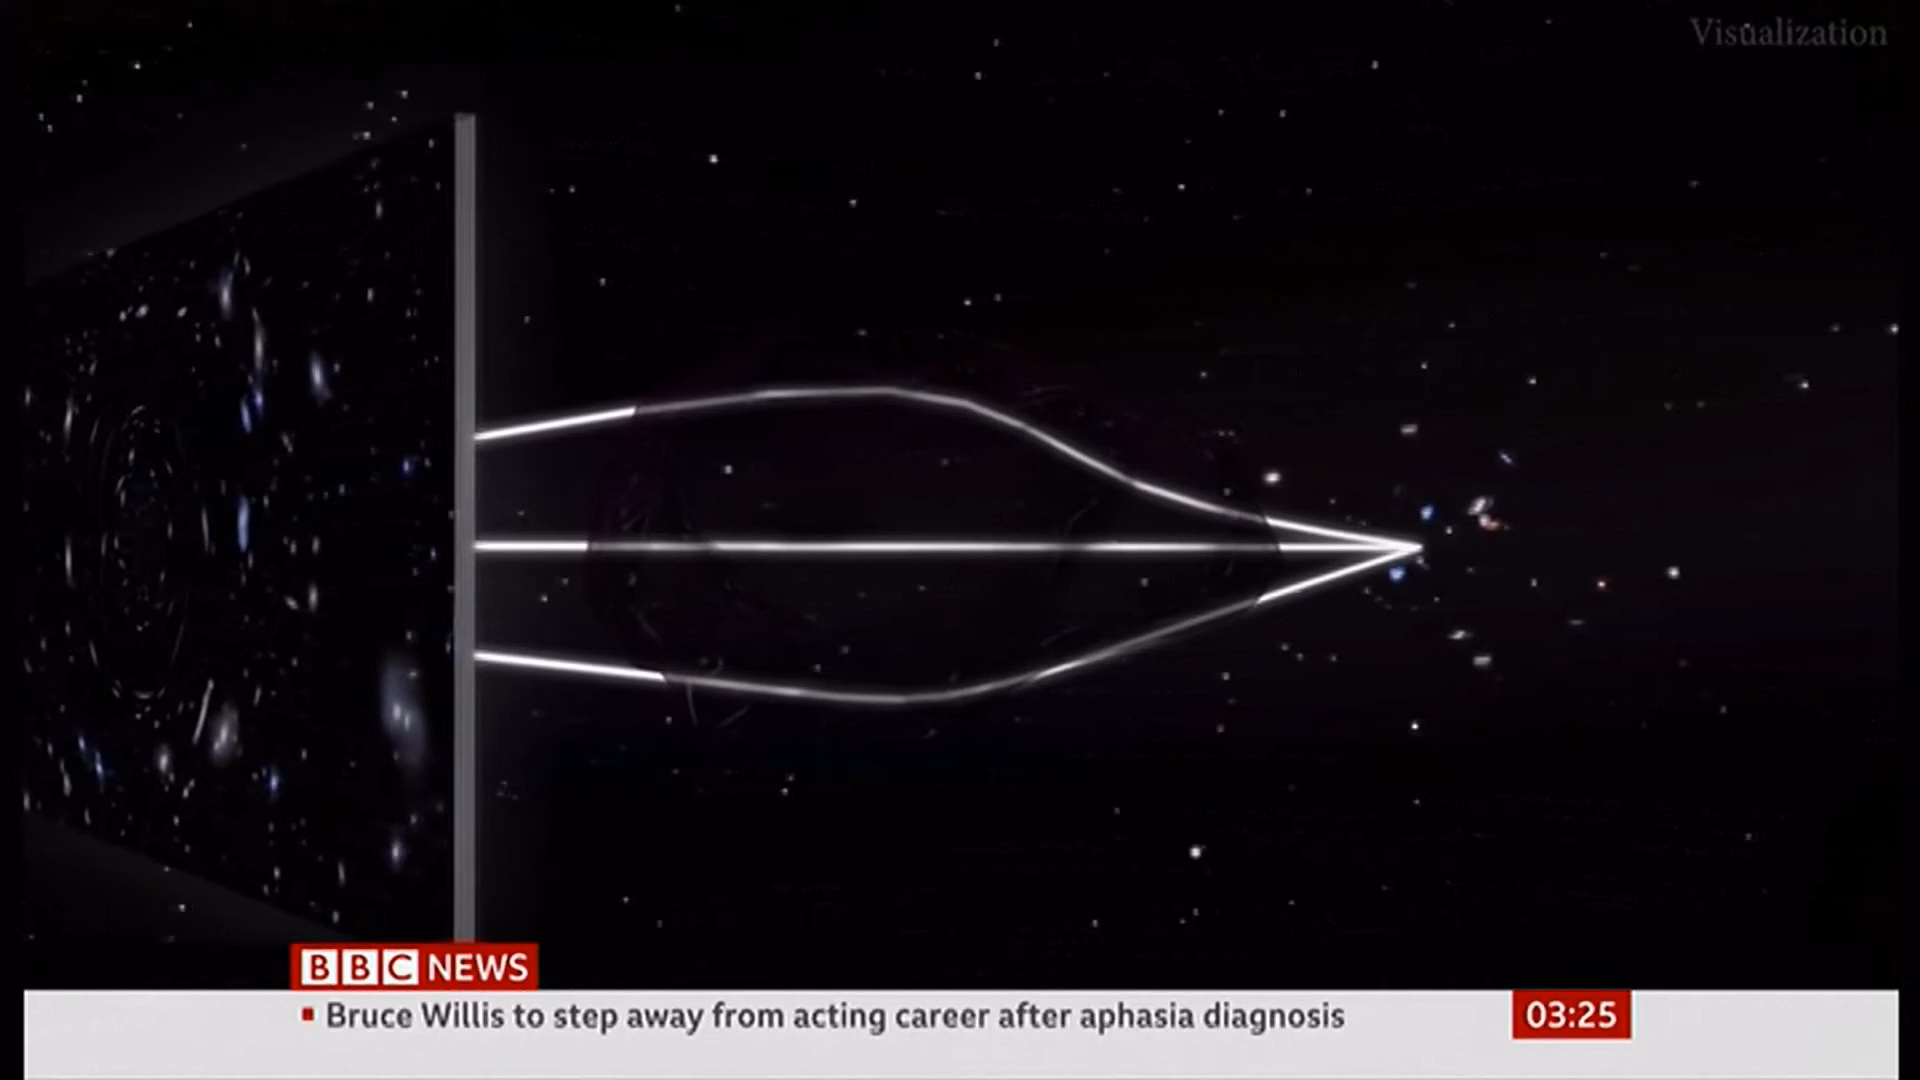 Visualization
BBC NEWS
Bruce Willis to step away from acting career after aphasia diagnosis
03:25